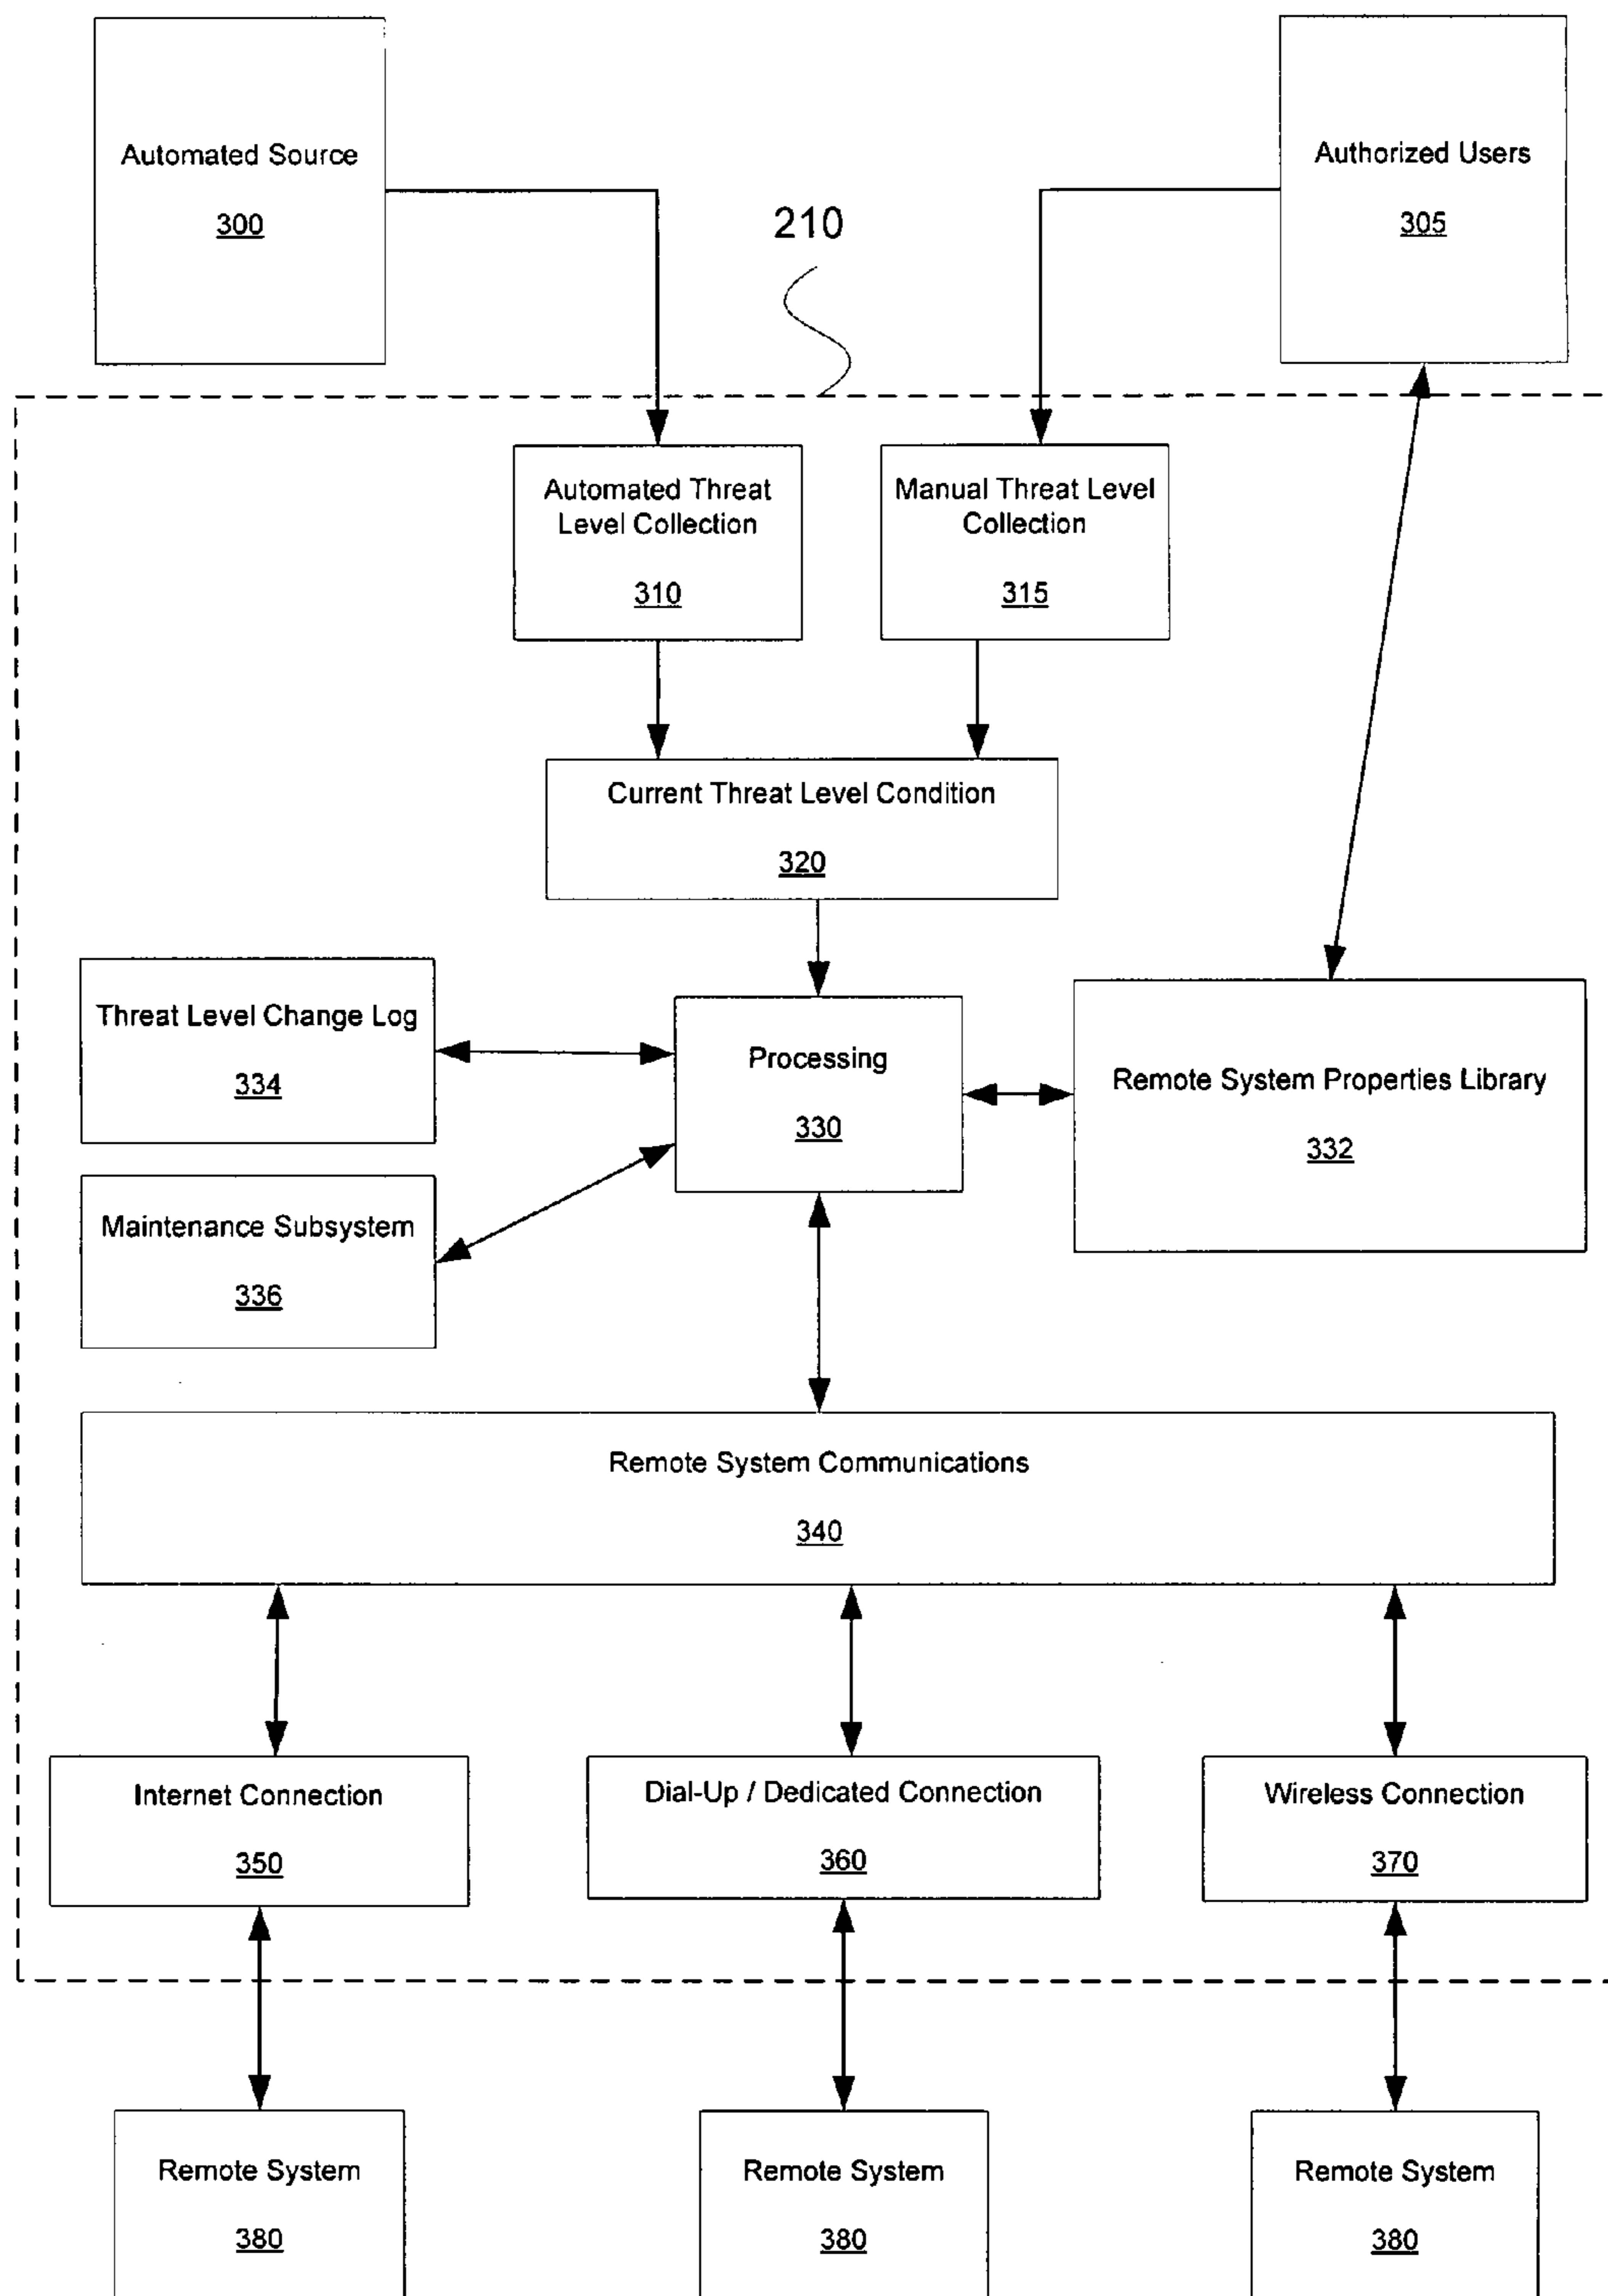 Automated Source
300
Authorized Users
305
210
Automated Threat
Level Collection
310
Manual Threat Level
Collection
315
Current Threat Level Condition
320
Threat Level Change Log
334
Processing
330
Remote System Properties Library
332
Maintenance Subsystem
336
Remote System Communications
340
Internet Connection
350
Dial-Up / Dedicated Connection
360
Wireless Connection
370
Remote System
380
Remote System
380
Remote System
380